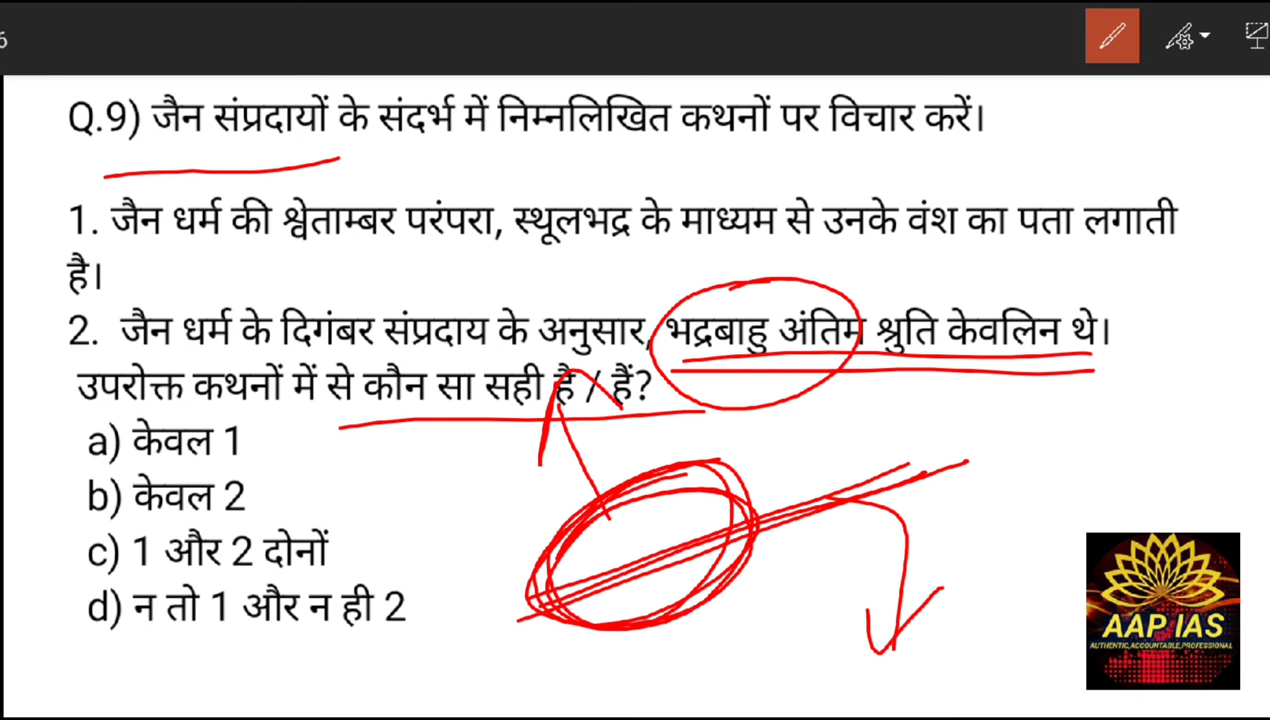 6
Q.9) जैन संप्रदायों के संदर्भ में निम्नलिखित कथनों पर विचार करें।
1. जैन धर्म की श्वेताम्बर परंपरा, स्थूलभद्र के माध्यम से उनके वंश का पता लगाती
है।
2. जैन धर्म के दिगंबर संप्रदाय के अनुसार, भद्रबाहु अंतिम श्रुति केवलिन थे।
उपरोक्त कथनों में से कौन सा सही है / हैं?
a) केवल 1
b) केवल 2
c) 1 और 2 दोनों
d) न तो 1 और न ही 2
AAP IAS
AUTHENTIC,ACCOUNTABLE,PROFESSIONAL